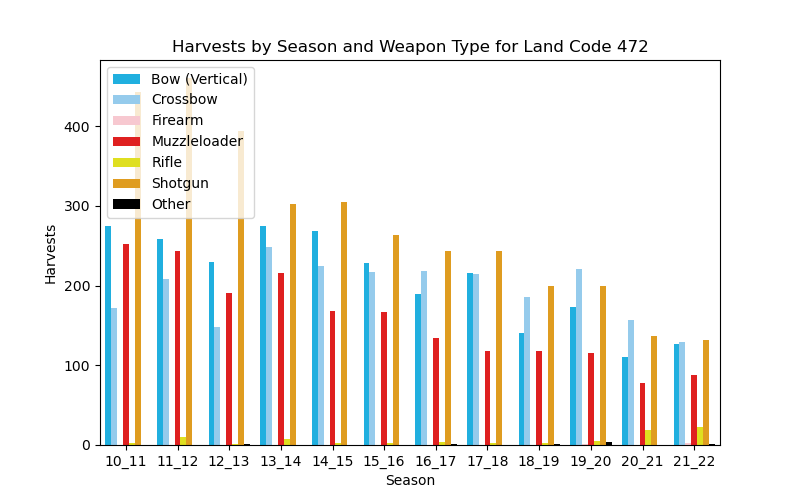 Harvests by Season and Weapon Type for Land Code 472
Bow (Vertical)
Crossbow
Firearm
Muzzleloader
Rifle
Shotgun
Other
400
300
200
100
0
Harvests
10_11 11_12 12_13 13_14 14_15 15_16 16_17 17_18 18_19 19_20 20_21 21_22
Season